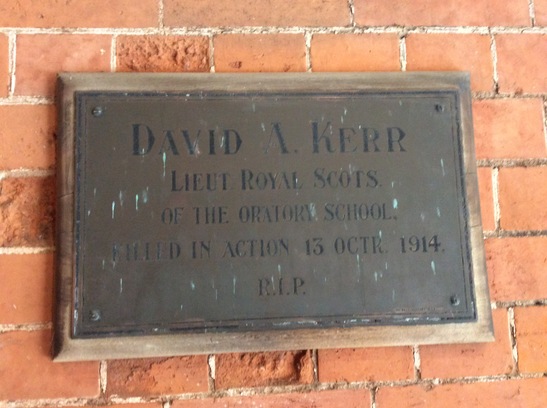 DAVID A. KERR
LIEUT ROYAL SCOTS.
OF THE ORATORY SCHOOL.
KILLED IN ACTION 13 OCTR. 1914.
R.I.P.